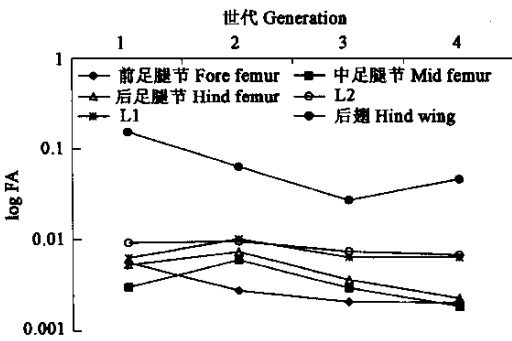 世代 Generation
1 2 3 4
1
前足腿节 Fore femur 中足腿节 Mid femur
后足腿节 Hind femur L2
L1 后翅 Hind wing
0.1
log FA
0.01
0.001